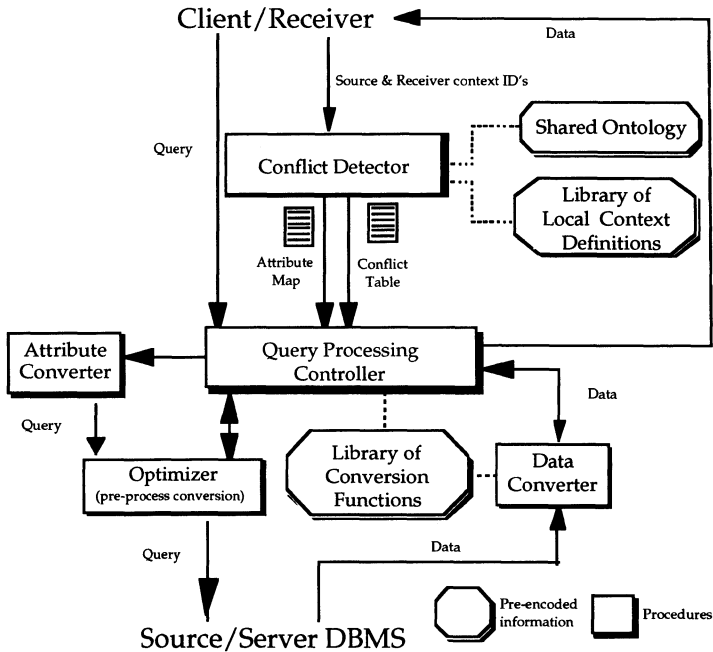 Client/Receiver
Data
Source & Receiver context ID's
Shared Ontology
Query
Conflict Detector
Library of
Local Context
Definitions
Attribute
Map
Conflict
Table
Attribute
Converter
Query Processing
Controller
Data
Query
Library of
Conversion
Functions
Data
Converter
Optimizer
(pre-process conversion)
Query
Data
Pre-encoded
information
Procedures
Source/Server DBMS